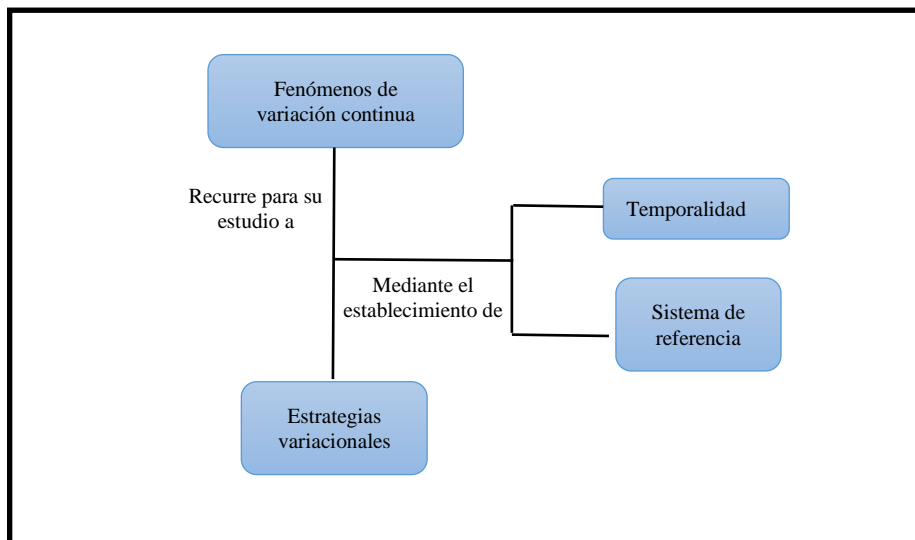 Fenómenos de
variación continua
Recurre para su
estudio a
Temporalidad
Mediante el
establecimiento de
Sistema de
referencia
Estrategias
variacionales